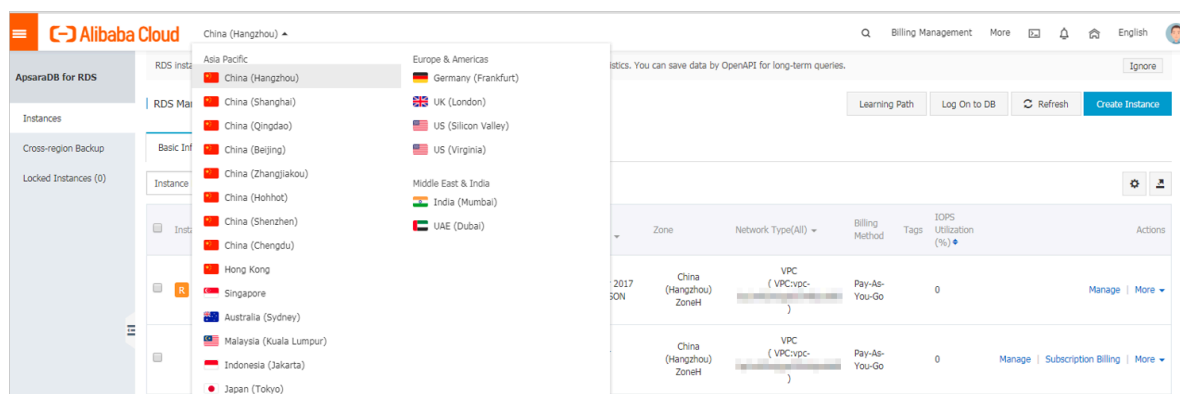 Alibaba Cloud
China (Hangzhou)
Billing Management
More
English
ApsaraDB for RDS
Instances
Cross-region Backup
Locked Instances (0)
RDS insta
istics. You can save data by OpenAPI for long-term queries.
Ignore
RDS Ma
Learning Path
Log On to DB
Refresh
Create Instance
Basic Inf
Instance
Asia Pacific
China (Hangzhou)
China (Shanghai)
China (Qingdao)
China (Beijing)
China (Zhangjiakou)
China (Hohhot)
China (Shenzhen)
China (Chengdu)
Hong Kong
Singapore
Australia (Sydney)
Malaysia (Kuala Lumpur)
Indonesia (Jakarta)
Japan (Tokyo)
Europe & Americas
Germany (Frankfurt)
UK (London)
US (Silicon Valley)
US (Virginia)
Middle East & India
India (Mumbai)
UAE (Dubai)
Insta
Zone
Network Type(All)
Billing
Method
Tags
IOPS
Utilization
(%)
Actions
R
2017
SON
China
(Hangzhou)
ZoneH
VPC
( VPC:vpc-
)
Pay-As-
You-Go
0
Manage | More
China
(Hangzhou)
ZoneH
VPC
( VPC:vpc-
)
Pay-As-
You-Go
0
Manage | Subscription Billing | More